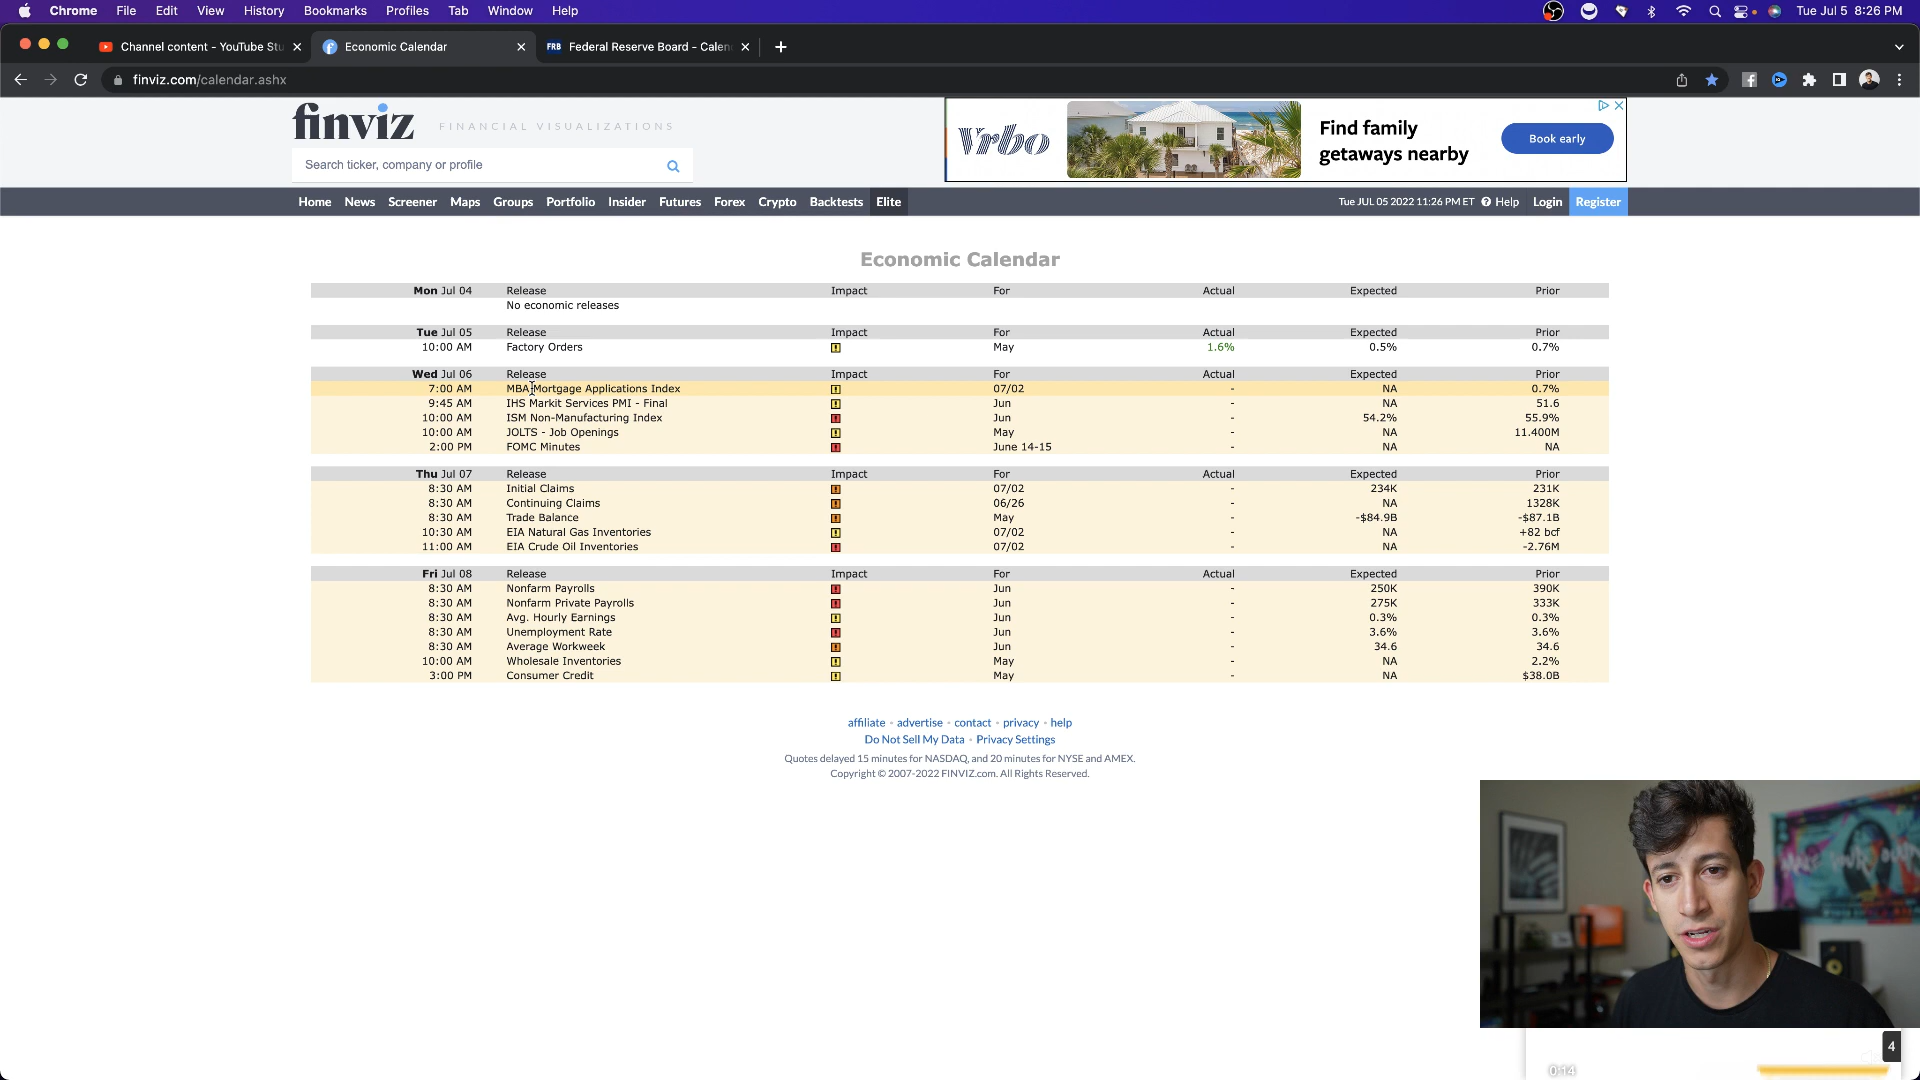 Chrome File Edit View History Bookmarks Profiles Tab Window Help Tue Jul 5 8:26 PM
Channel content - YouTube Stu Economic Calendar FRB Federal Reserve Board - Calen
finviz.com/calendar.ashx
finviz FINANCIAL VISUALIZATIONS
Search ticker, company or profile
Vrbo Find family getaways nearby Book early
Home News Screener Maps Groups Portfolio Insider Futures Forex Crypto Backtests Elite Tue JUL 05 2022 11:26 PM ET Help Login Register
Economic Calendar
Mon Jul 04 Release Impact For Actual Expected Prior
No economic releases
Tue Jul 05 Release Impact For Actual Expected Prior
10:00 AM Factory Orders May 1.6% 0.5% 0.7%
Wed Jul 06 Release Impact For Actual Expected Prior
7:00 AM MBA Mortgage Applications Index 07/02 - NA 0.7%
9:45 AM IHS Markit Services PMI - Final Jun - NA 51.6
10:00 AM ISM Non-Manufacturing Index Jun - 54.2% 55.9%
10:00 AM JOLTS - Job Openings May - NA 11.400M
2:00 PM FOMC Minutes June 14-15 - NA NA
Thu Jul 07 Release Impact For Actual Expected Prior
8:30 AM Initial Claims 07/02 - 234K 231K
8:30 AM Continuing Claims 06/26 - NA 1328K
8:30 AM Trade Balance May - -$84.9B -$87.1B
10:30 AM EIA Natural Gas Inventories 07/02 - NA +82 bcf
11:00 AM EIA Crude Oil Inventories 07/02 - NA -2.76M
Fri Jul 08 Release Impact For Actual Expected Prior
8:30 AM Nonfarm Payrolls Jun - 250K 390K
8:30 AM Nonfarm Private Payrolls Jun - 275K 333K
8:30 AM Avg. Hourly Earnings Jun - 0.3% 0.3%
8:30 AM Unemployment Rate Jun - 3.6% 3.6%
8:30 AM Average Workweek Jun - 34.6 34.6
10:00 AM Wholesale Inventories May - NA 2.2%
3:00 PM Consumer Credit May - NA $38.0B
affiliate • advertise • contact • privacy • help
Do Not Sell My Data • Privacy Settings
Quotes delayed 15 minutes for NASDAQ, and 20 minutes for NYSE and AMEX.
Copyright © 2007-2022 FINVIZ.com. All Rights Reserved.
4
0:14